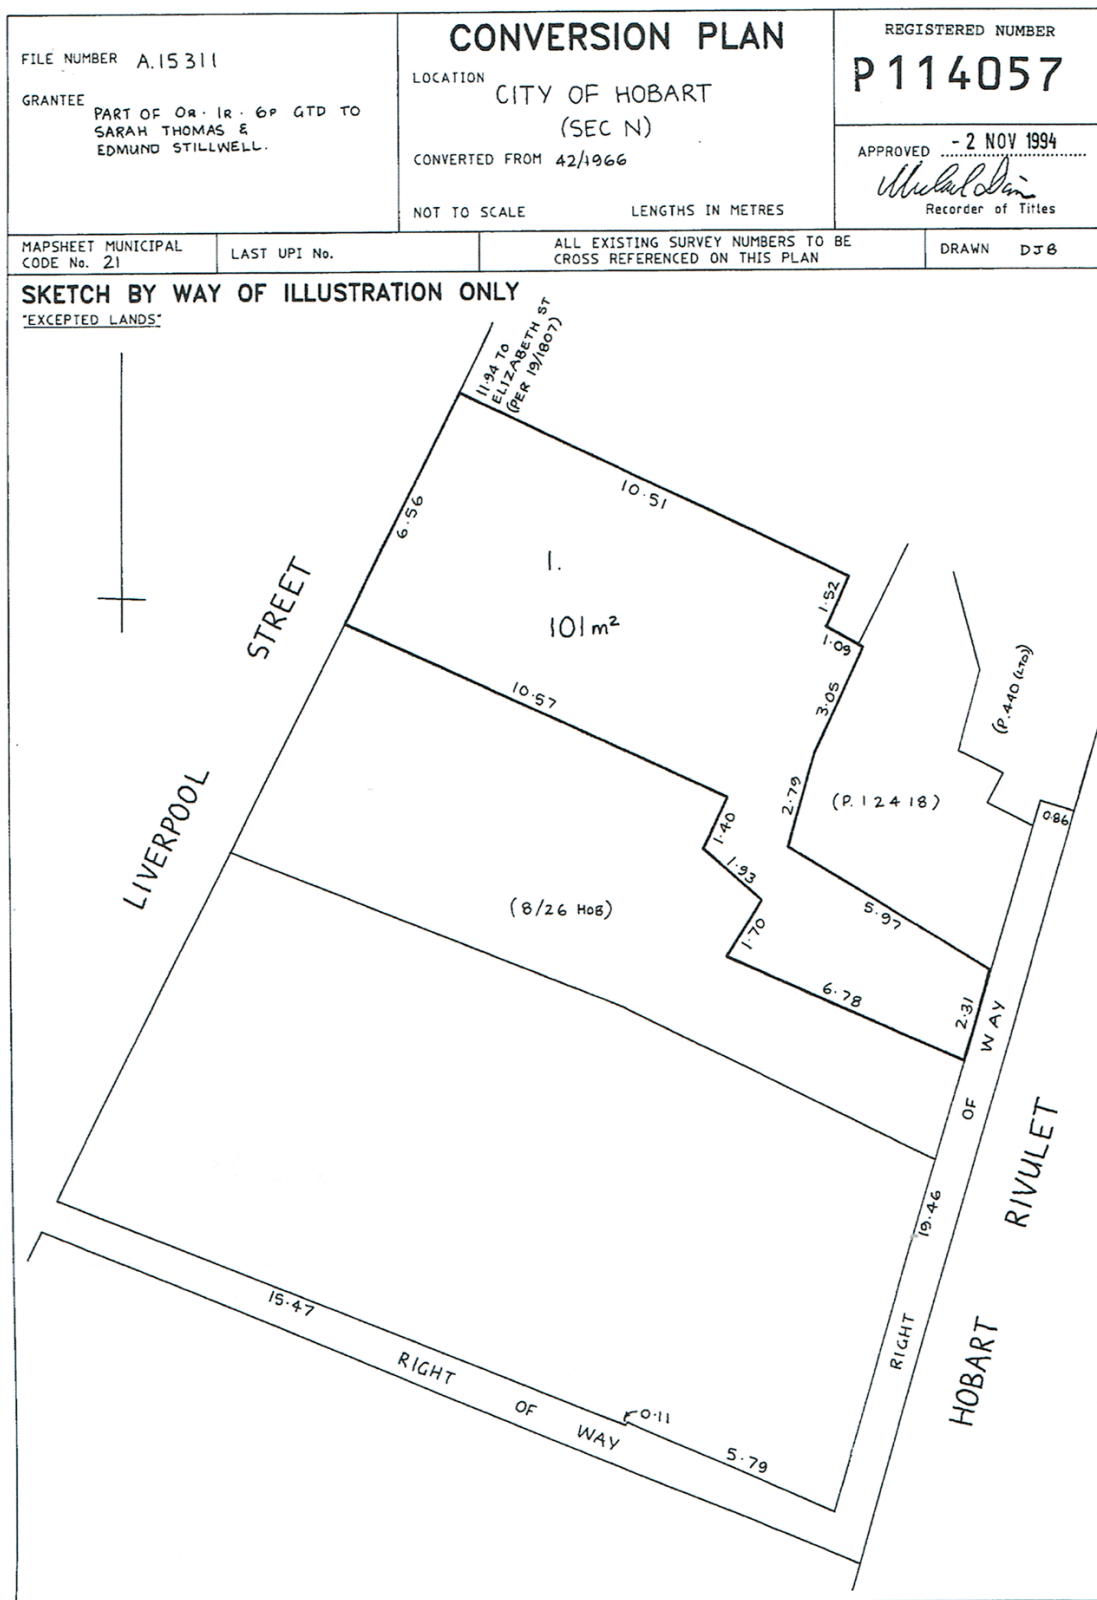 FILE NUMBER A.15311
GRANTEE PART OF 0A. 1R. 6P GTD TO
SARAH THOMAS &
EDMUND STILLWELL.
CONVERSION PLAN
LOCATION
CITY OF HOBART
(SEC N)
CONVERTED FROM 42/1966
NOT TO SCALE LENGTHS IN METRES
REGISTERED NUMBER
P114057
APPROVED - 2 NOV 1994
Recorder of Titles
MAPSHEET MUNICIPAL
CODE No. 21
LAST UPI No.
ALL EXISTING SURVEY NUMBERS TO BE
CROSS REFERENCED ON THIS PLAN
DRAWN DJB
SKETCH BY WAY OF ILLUSTRATION ONLY
"EXCEPTED LANDS"
11.94 TO
ELIZABETH ST
(PER 19/1807)
10.51
6.56
1.
101 m²
1.52
1.09
3.05
2.79
10.57
1.40
1.93
1.70
5.97
6.78
2.31
(P.440 (LTO))
(P.12418)
0.86
(8/26 HOB)
LIVERPOOL STREET
RIGHT OF WAY
19.46
HOBART RIVULET
15.47
RIGHT OF WAY
0.11
5.79